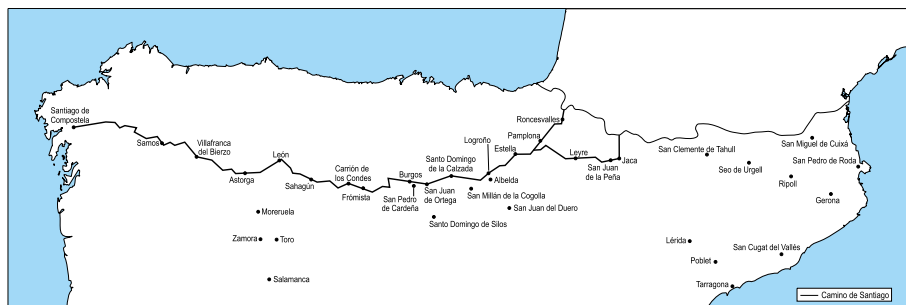 Santiago de
Compostela
Samos
Villafranca
del Bierzo
Astorga
León
Sahagún
Carrión de
los Condes
Frómista
Burgos
San Pedro
de Cardeña
San Juan
de Ortega
Santo Domingo
de la Calzada
Logroño
Albelda
San Millán de la Cogolla
Santo Domingo de Silos
San Juan del Duero
Estella
Pamplona
Roncesvalles
Leyre
San Juan
de la Peña
Jaca
San Clemente de Tahull
Seo de Urgell
San Miguel de Cuixá
San Pedro de Roda
Ripoll
Gerona
Moreruela
Zamora
Toro
Salamanca
Lérida
Poblet
San Cugat del Vallés
Tarragona
Camino de Santiago